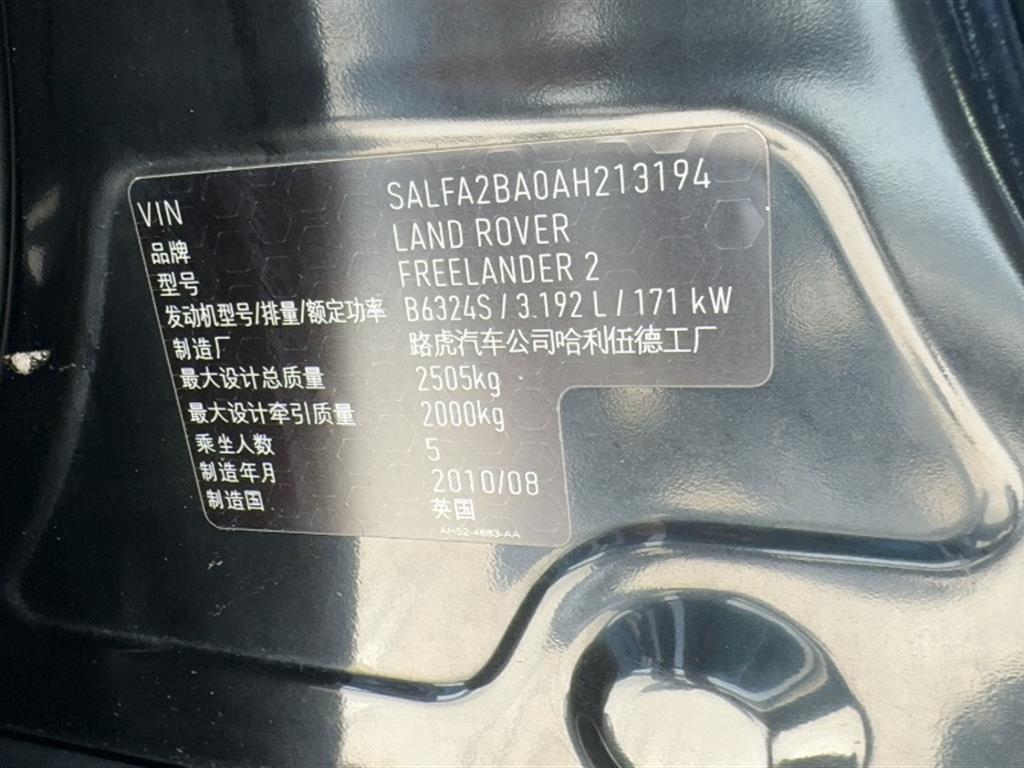 VIN SALFA2BA0AH213194
品牌 LAND ROVER
型号 FREELANDER 2
发动机型号/排量/额定功率 B6324S / 3.192 L / 171 kW
制造厂 路虎汽车公司哈利伍德工厂
最大设计总质量 2505kg
最大设计牵引质量 2000kg
乘坐人数 5
制造年月 2010/08
制造国 英国
AH52-4883-AA